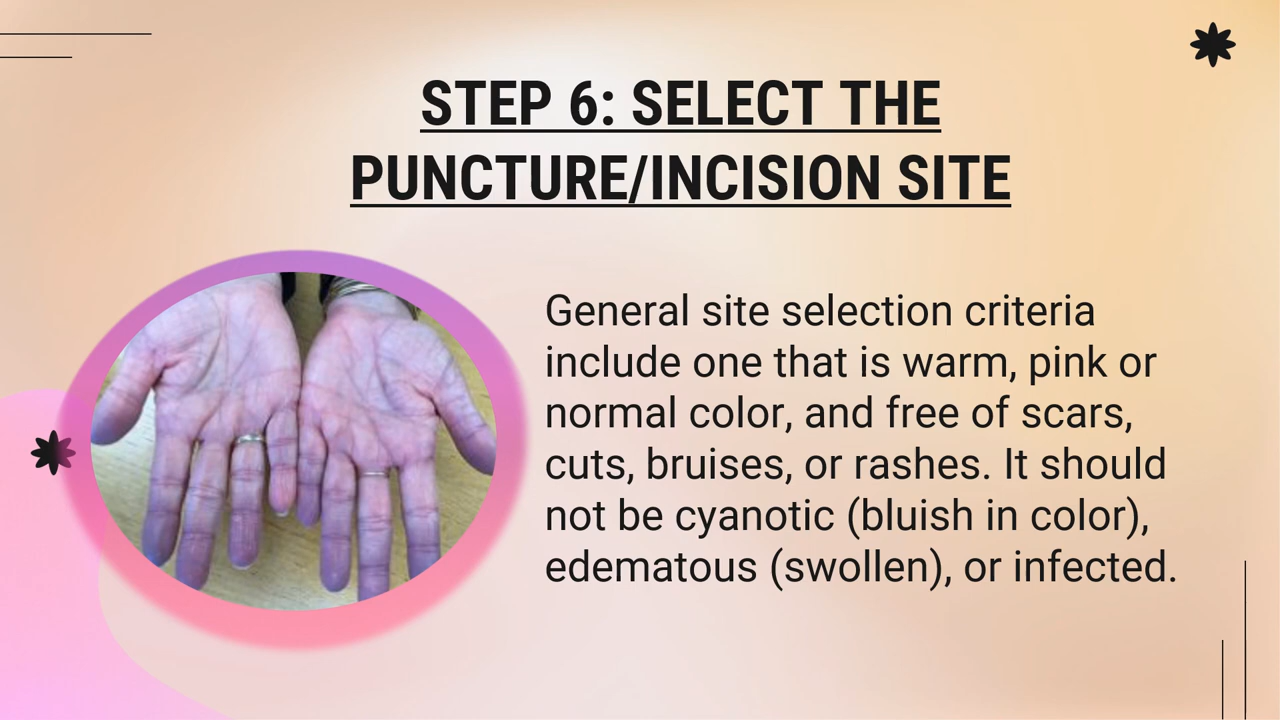 STEP 6: SELECT THE
PUNCTURE/INCISION SITE
General site selection criteria
include one that is warm, pink or
normal color, and free of scars,
cuts, bruises, or rashes. It should
not be cyanotic (bluish in color),
edematous (swollen), or infected.